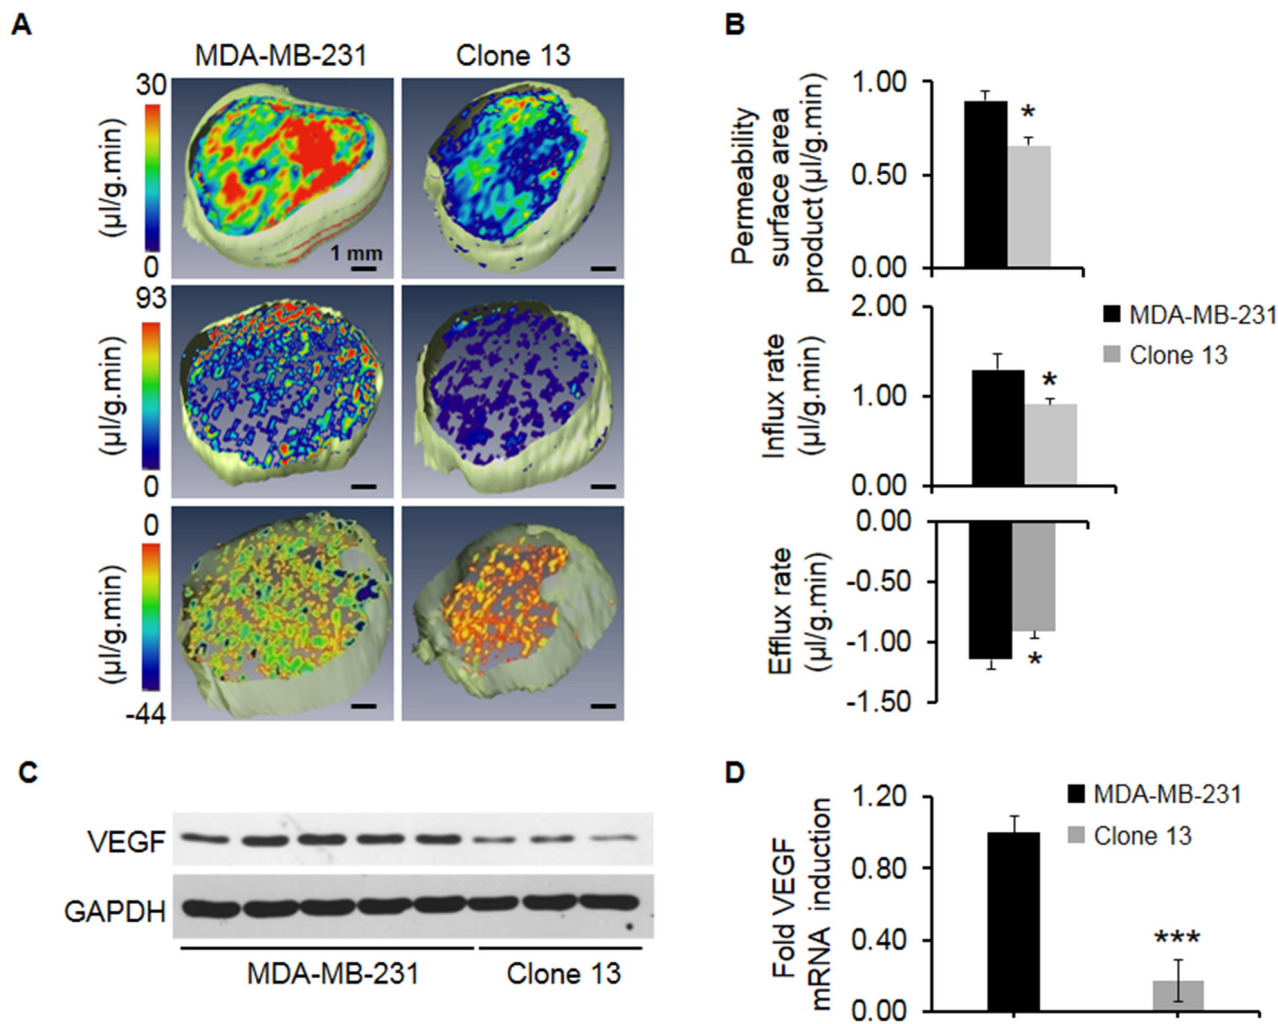 A
MDA-MB-231
Clone 13
30
(µl/g.min)
0
1 mm
93
(µl/g.min)
0
0
(µl/g.min)
-44
B
Permeability
surface area
product (µl/g.min)
1.00
*
0.50
0.00
Influx rate
(µl/g.min)
2.00
*
1.00
0.00
MDA-MB-231
Clone 13
Efflux rate
(µl/g.min)
0.00
-0.50
-1.00
*
-1.50
C
VEGF
GAPDH
MDA-MB-231
Clone 13
D
Fold VEGF
mRNA induction
1.20
0.80
0.40
0.00
***
MDA-MB-231
Clone 13